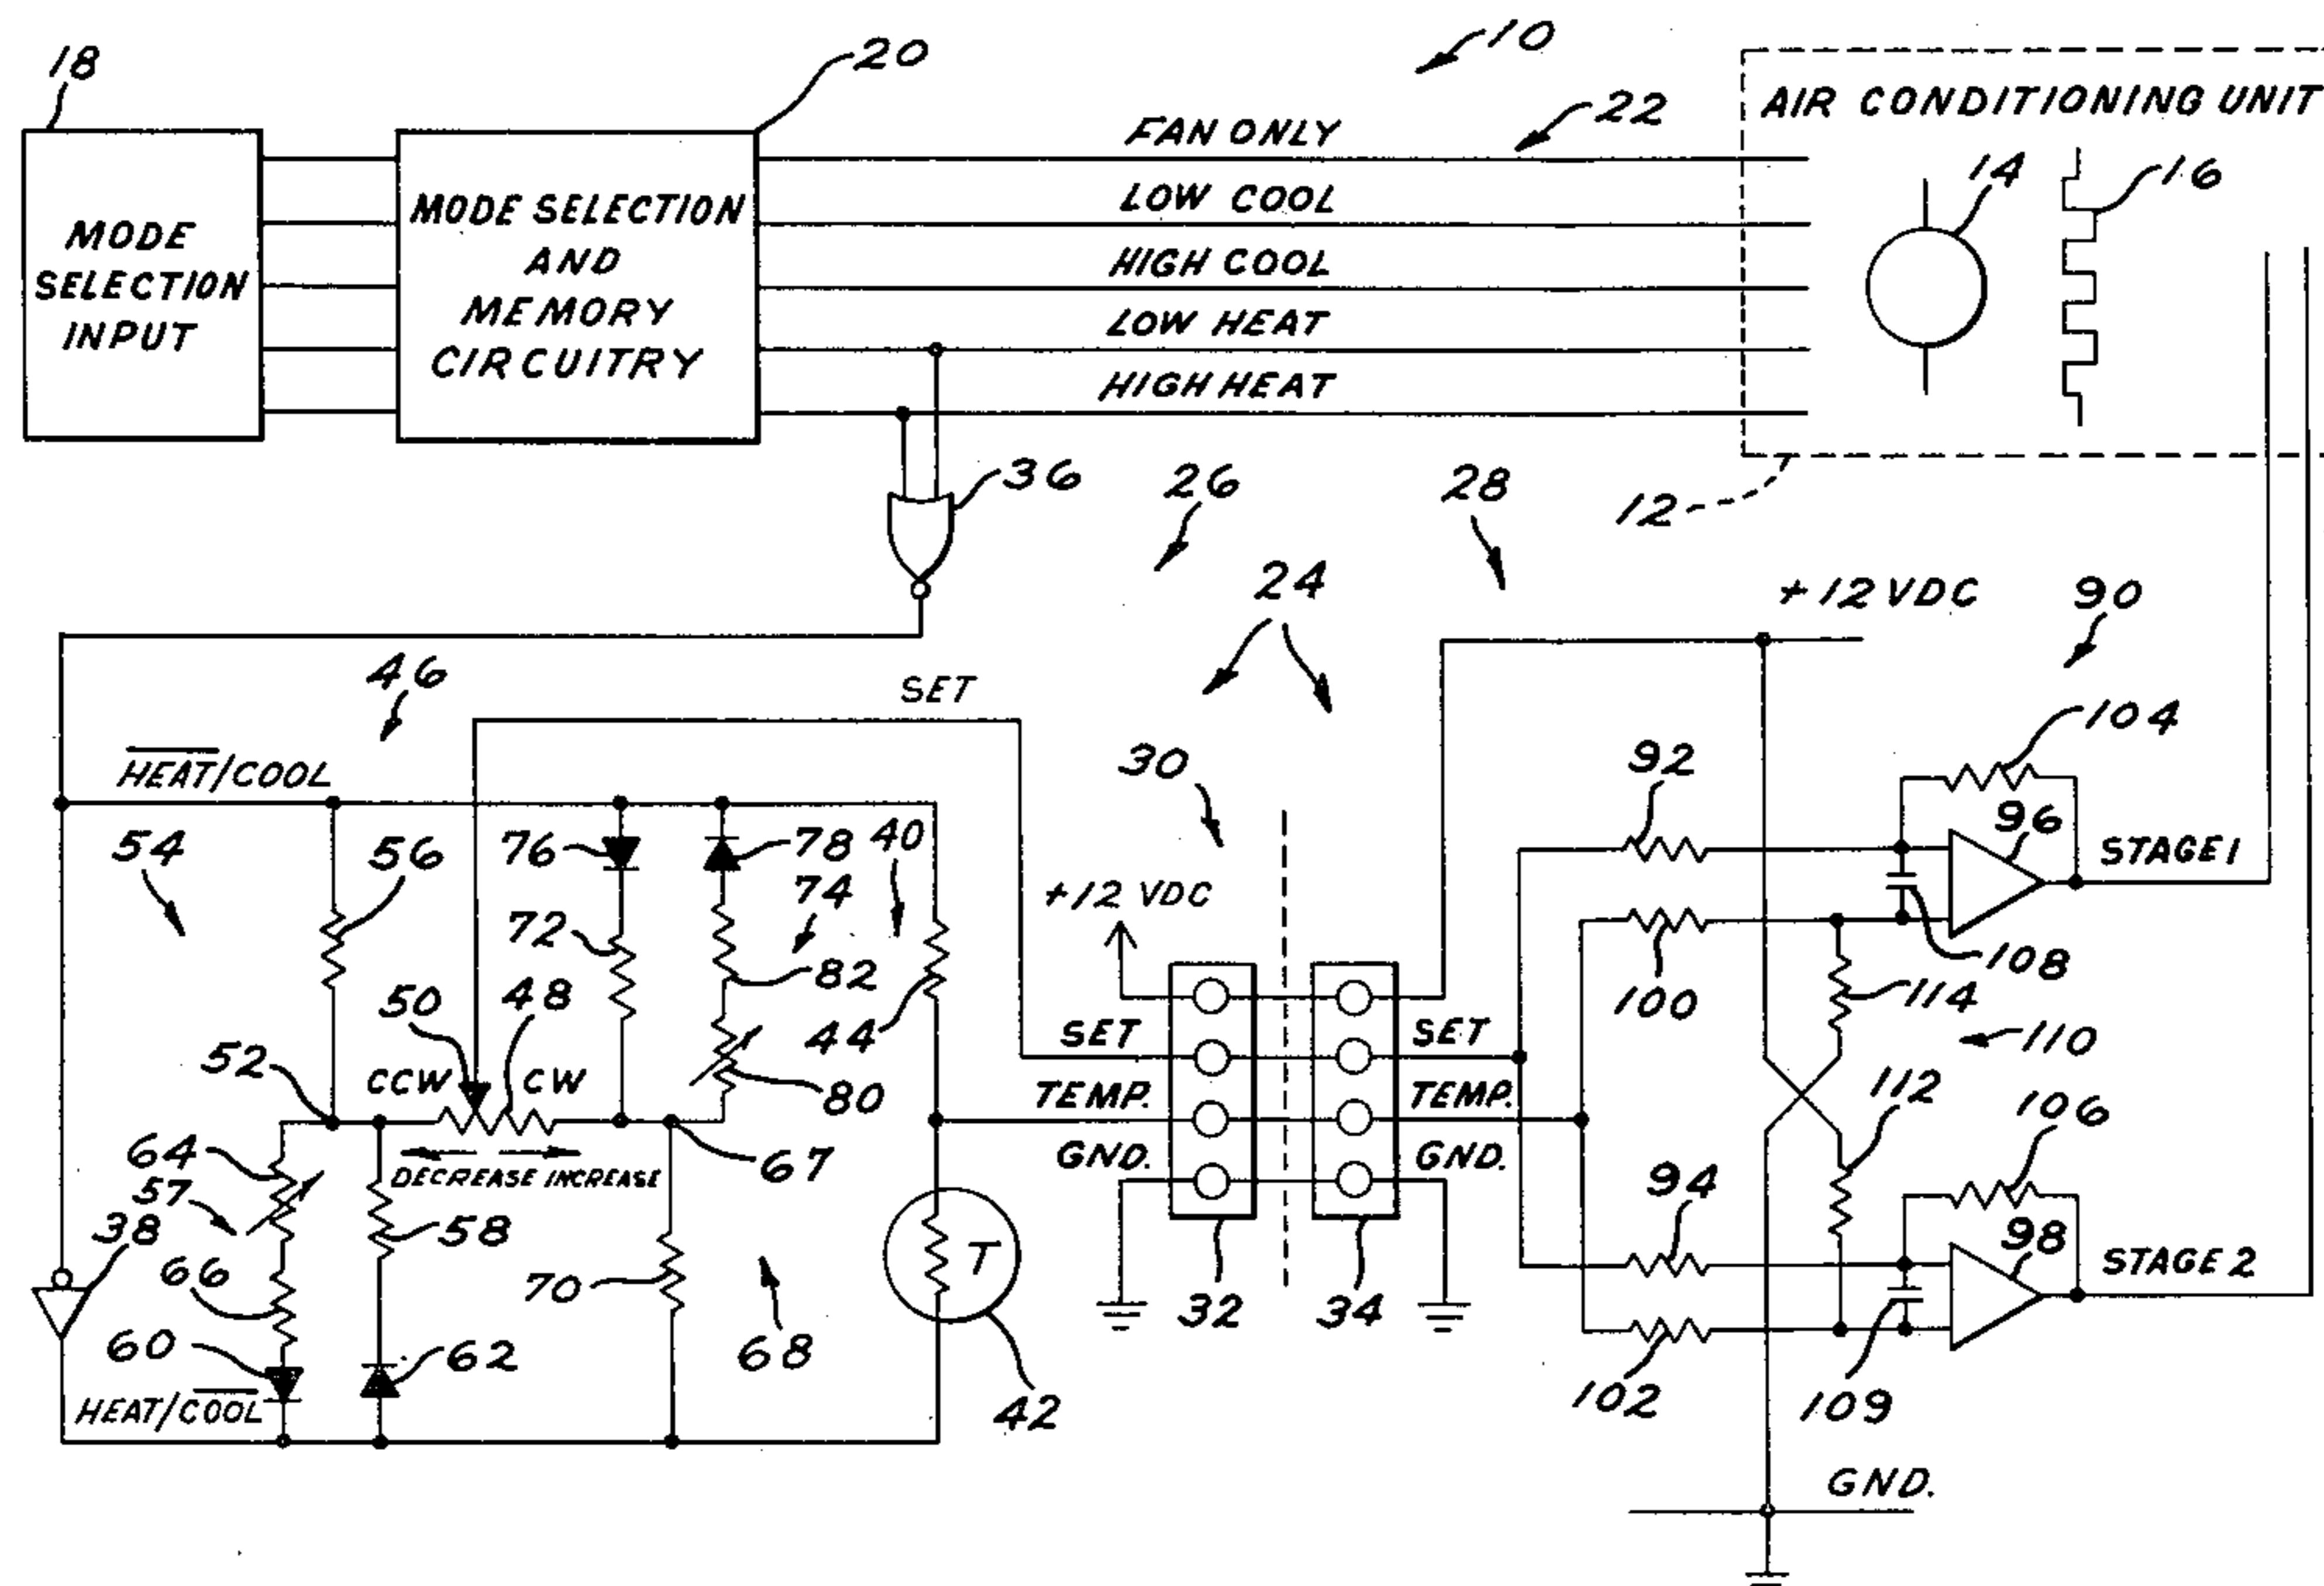 18
20
10
AIR CONDITIONING UNIT
22
FAN ONLY
14
16
MODE SELECTION INPUT
MODE SELECTION AND MEMORY CIRCUITRY
LOW COOL
HIGH COOL
LOW HEAT
HIGH HEAT
36
26
28
12
24
+12 VDC
90
46
SET
104
HEAT/COOL
30
92
54
56
76
78
40
96
STAGE 1
74
+12 VDC
72
82
108
50
48
44
100
114
SET
SET
110
52
CCW
CW
80
TEMP.
TEMP.
112
106
64
DECREASE
INCREASE
67
GND.
GND.
57
94
38
58
T
98
STAGE 2
66
70
32
34
60
62
68
42
102
109
HEAT/COOL
GND.